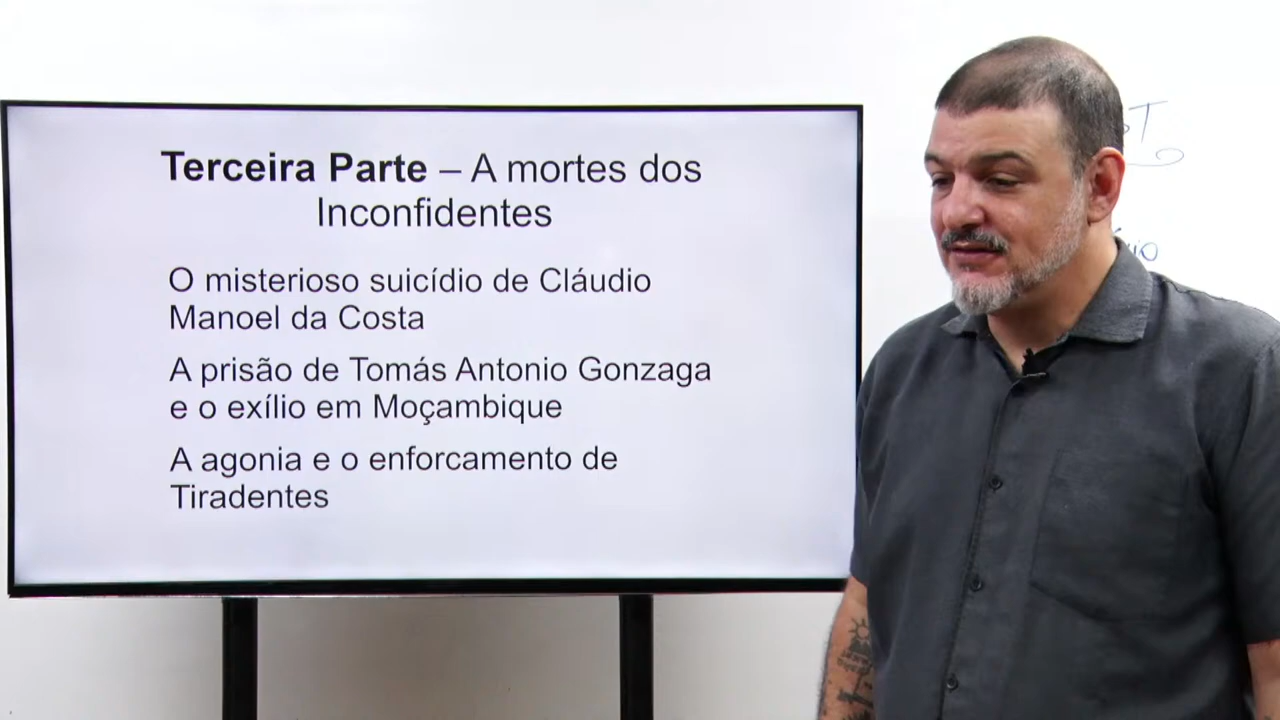 Terceira Parte – A mortes dos
Inconfidentes
O misterioso suicídio de Cláudio
Manoel da Costa
A prisão de Tomás Antonio Gonzaga
e o exílio em Moçambique
A agonia e o enforcamento de
Tiradentes